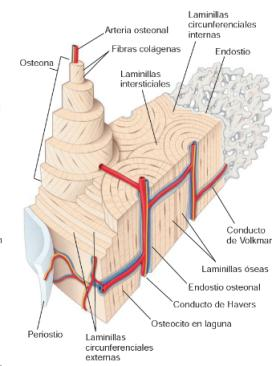 Laminillas
circunferenciales
internas
Arteria osteonal
Fibras colágenas
Endostio
Osteona
Laminillas
intersticiales
Conducto
de Volkman
Laminillas óseas
Endostio osteonal
Conducto de Havers
Osteocito en laguna
Periostio
Laminillas
circunferenciales
externas